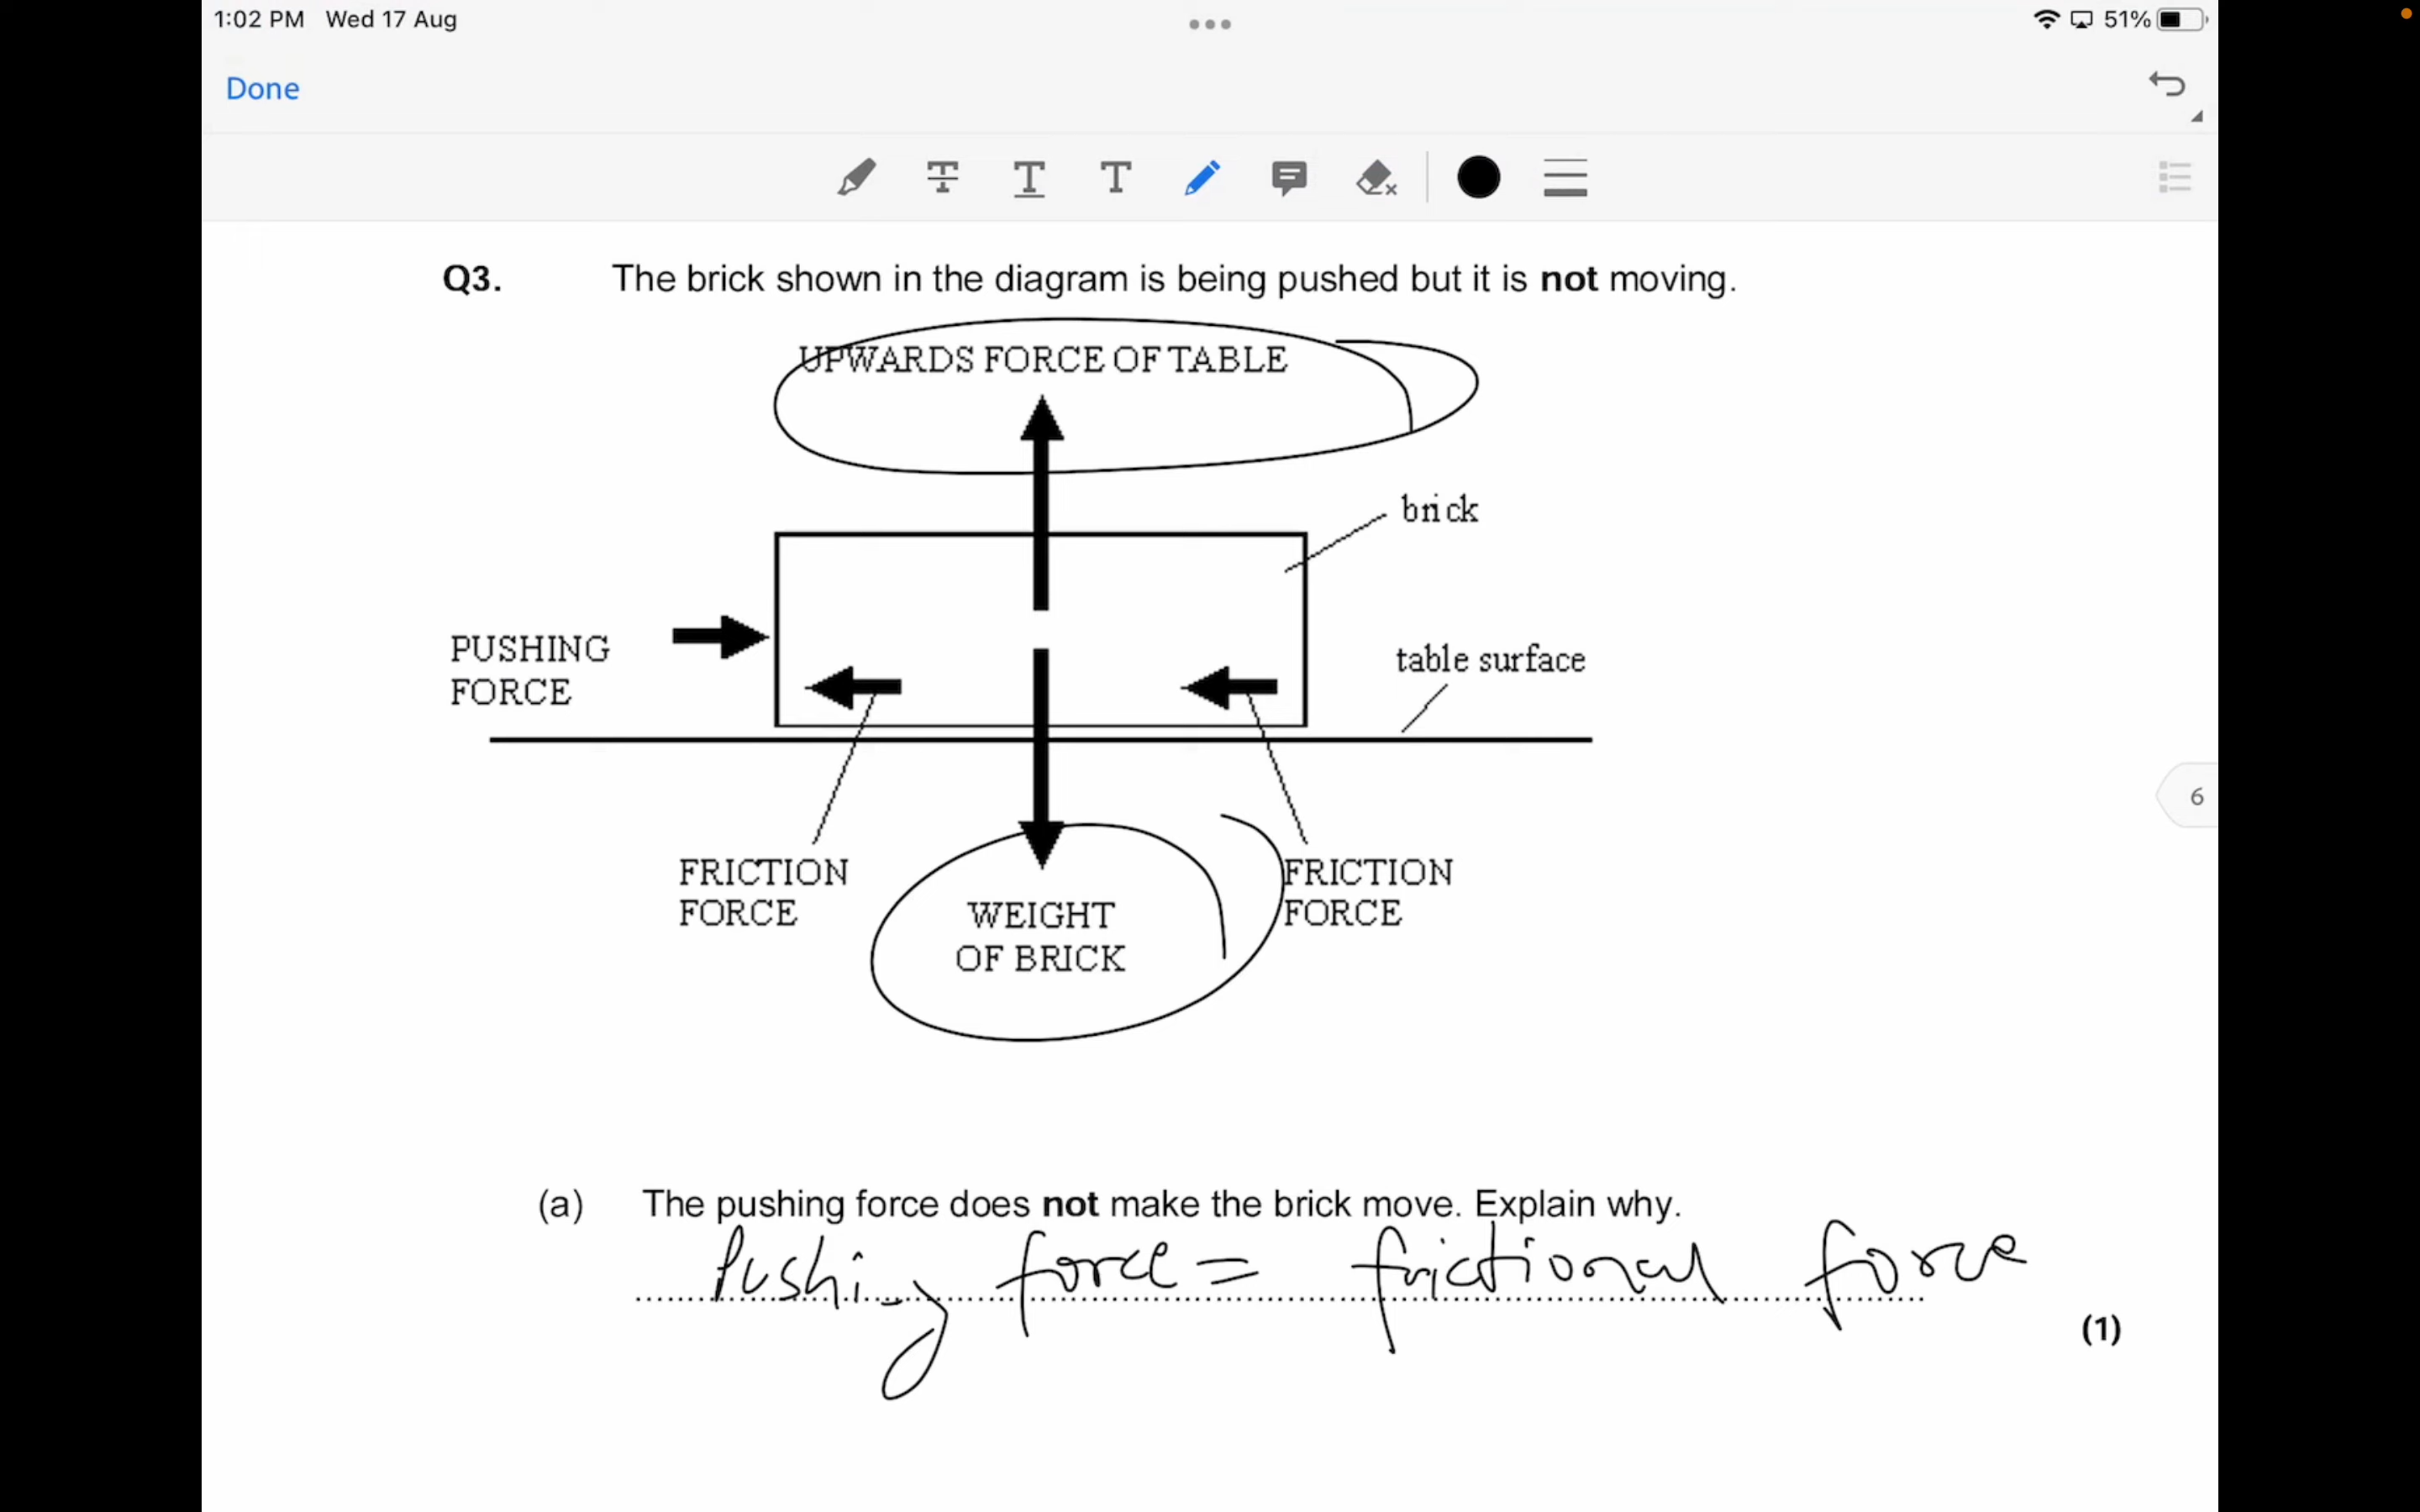 1:02 PM Wed 17 Aug
51%
Done
Q3. The brick shown in the diagram is being pushed but it is not moving.
UPWARDS FORCE OF TABLE
brick
PUSHING
FORCE
table surface
6
FRICTION
FORCE
WEIGHT
OF BRICK
FRICTION
FORCE
(a) The pushing force does not make the brick move. Explain why.
Pushing force = frictional force
(1)